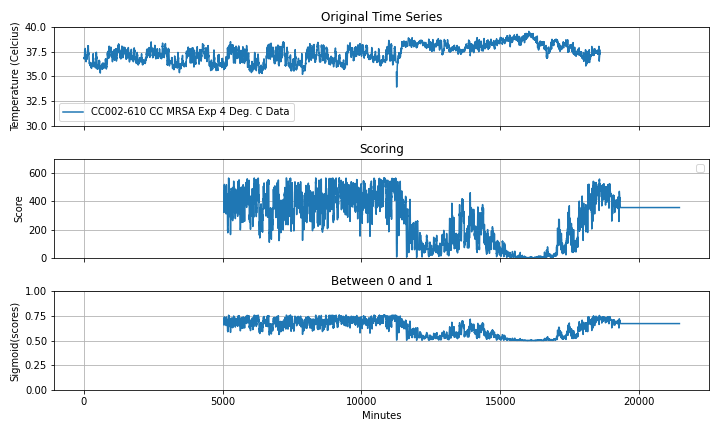 Original Time Series
Temperature (Celcius)
40.0
37.5
35.0
32.5
30.0
CC002-610 CC MRSA Exp 4 Deg. C Data
Scoring
Score
600
400
200
0
Between 0 and 1
Sigmoid(scores)
1.00
0.75
0.50
0.25
0.00
0
5000
10000
15000
20000
Minutes